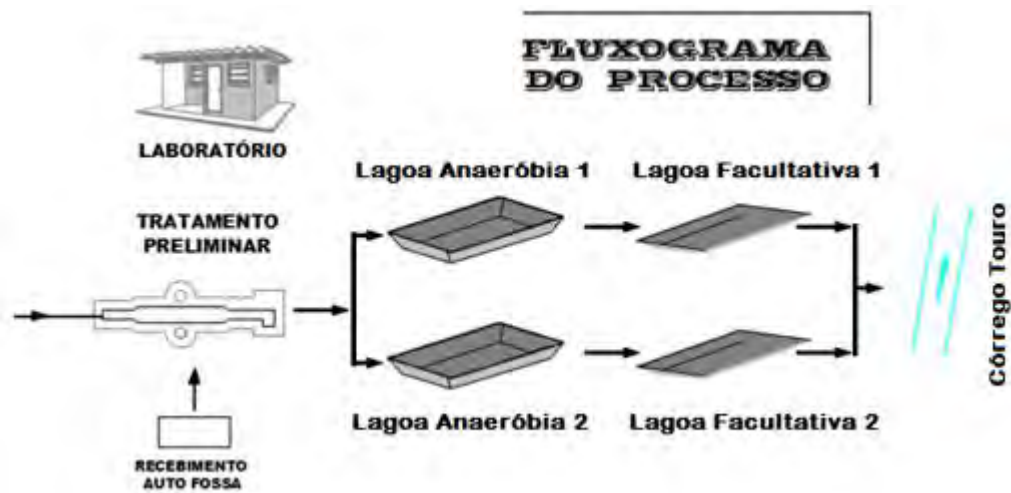 FLUXOGRAMA
DO PROCESSO
LABORATÓRIO
Lagoa Anaeróbia 1
Lagoa Facultativa 1
TRATAMENTO
PRELIMINAR
Córrego Touro
Lagoa Anaeróbia 2
Lagoa Facultativa 2
RECEBIMENTO
AUTO FOSSA